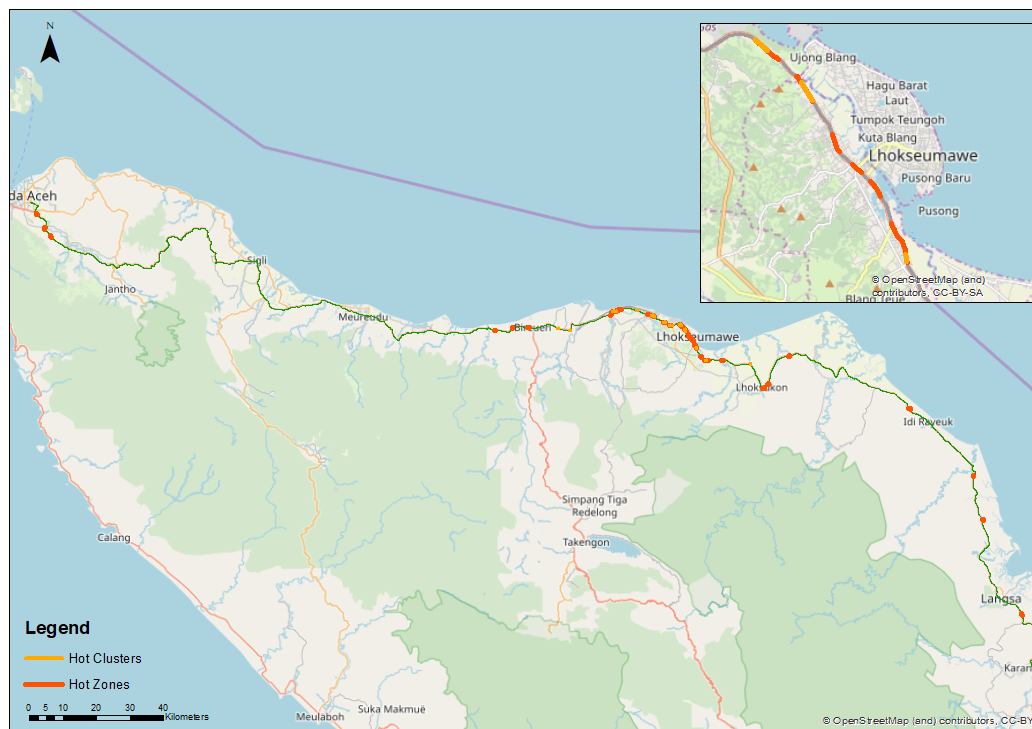 N
da Aceh
Jantho
Sigli
Meureudu
Bireuen
Lhokseumawe
Lhoksukon
Idi Rayeuk
Langsa
Karan
Simpang Tiga
Redelong
Takengon
Calang
Meulaboh
Suka Makmuë
Ujong Blang
Hagu Barat
Laut
Tumpok Teungoh
Kuta Blang
Lhokseumawe
Pusong Baru
Pusong
© OpenStreetMap (and)
contributors, CC-BY-SA
Legend
Hot Clusters
Hot Zones
0 5 10 20 30 40
Kilometers
© OpenStreetMap (and) contributors, CC-BY